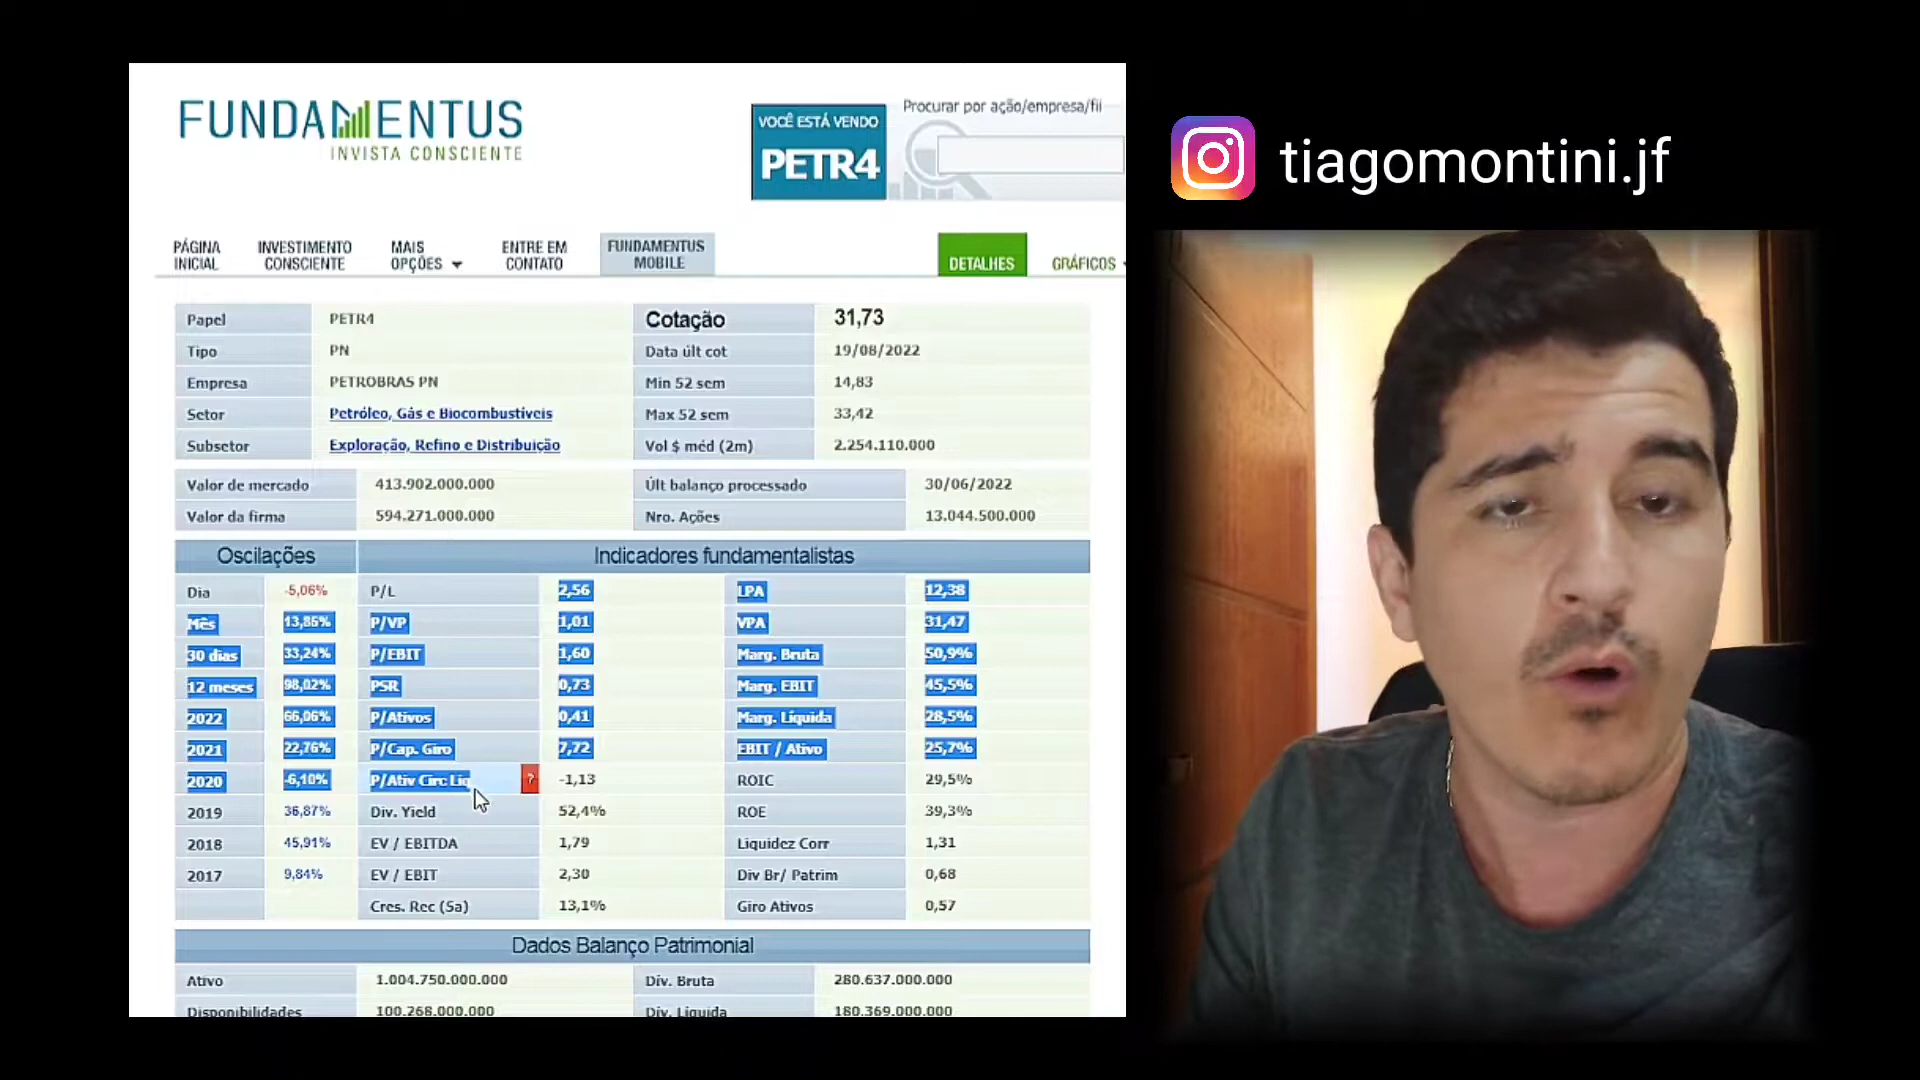 FUNDAMENTUS
INVISTA CONSCIENTE
VOCÊ ESTÁ VENDO
PETR4
Procurar por ação/empresa/fii
tiagomontini.jf
PÁGINA INICIAL INVESTIMENTO CONSCIENTE MAIS OPÇÕES ENTRE EM CONTATO FUNDAMENTUS MOBILE DETALHES GRÁFICOS
Papel PETR4 Cotação 31,73
Tipo PN Data últ cot 19/08/2022
Empresa PETROBRAS PN Min 52 sem 14,83
Setor Petróleo, Gás e Biocombustíveis Max 52 sem 33,42
Subsetor Exploração, Refino e Distribuição Vol $ méd (2m) 2.254.110.000
Valor de mercado 413.902.000.000 Últ balanço processado 30/06/2022
Valor da firma 594.271.000.000 Nro. Ações 13.044.500.000
Oscilações Indicadores fundamentalistas
Dia -5,06% P/L 2,56 LPA 12,38
Mês 13,85% P/VP 1,01 VPA 31,47
30 dias 33,24% P/EBIT 1,60 Marg. Bruta 50,9%
12 meses 98,02% PSR 0,73 Marg. EBIT 45,5%
2022 66,06% P/Ativos 0,41 Marg. Líquida 28,5%
2021 22,76% P/Cap. Giro 7,72 EBIT / Ativo 25,7%
2020 -6,10% P/Ativ Circ Liq ? -1,13 ROIC 29,5%
2019 36,87% Div. Yield 52,4% ROE 39,3%
2018 45,91% EV / EBITDA 1,79 Liquidez Corr 1,31
2017 9,84% EV / EBIT 2,30 Div Br/ Patrim 0,68
Cres. Rec (5a) 13,1% Giro Ativos 0,57
Dados Balanço Patrimonial
Ativo 1.004.750.000.000 Dív. Bruta 280.637.000.000
Disponibilidades 100.268.000.000 Dív. Líquida 180.369.000.000